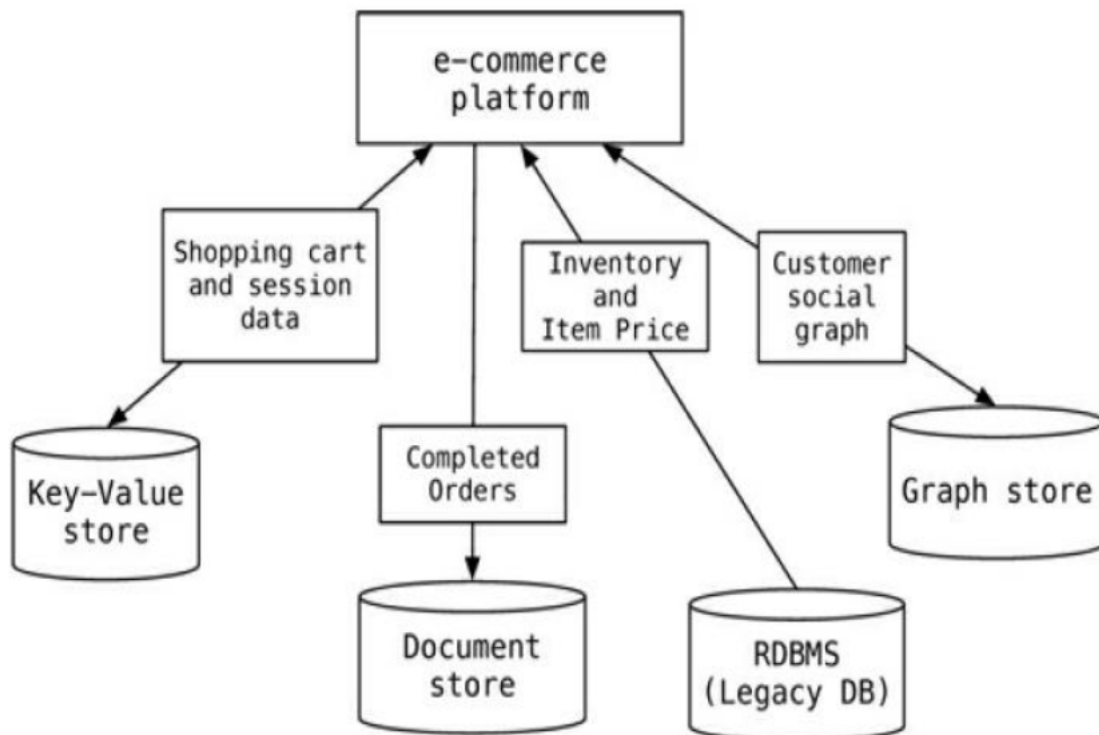 e-commerce
platform
Shopping cart
and session
data
Inventory
and
Item Price
Customer
social
graph
Completed
Orders
Key-Value
store
Graph store
Document
store
RDBMS
(Legacy DB)